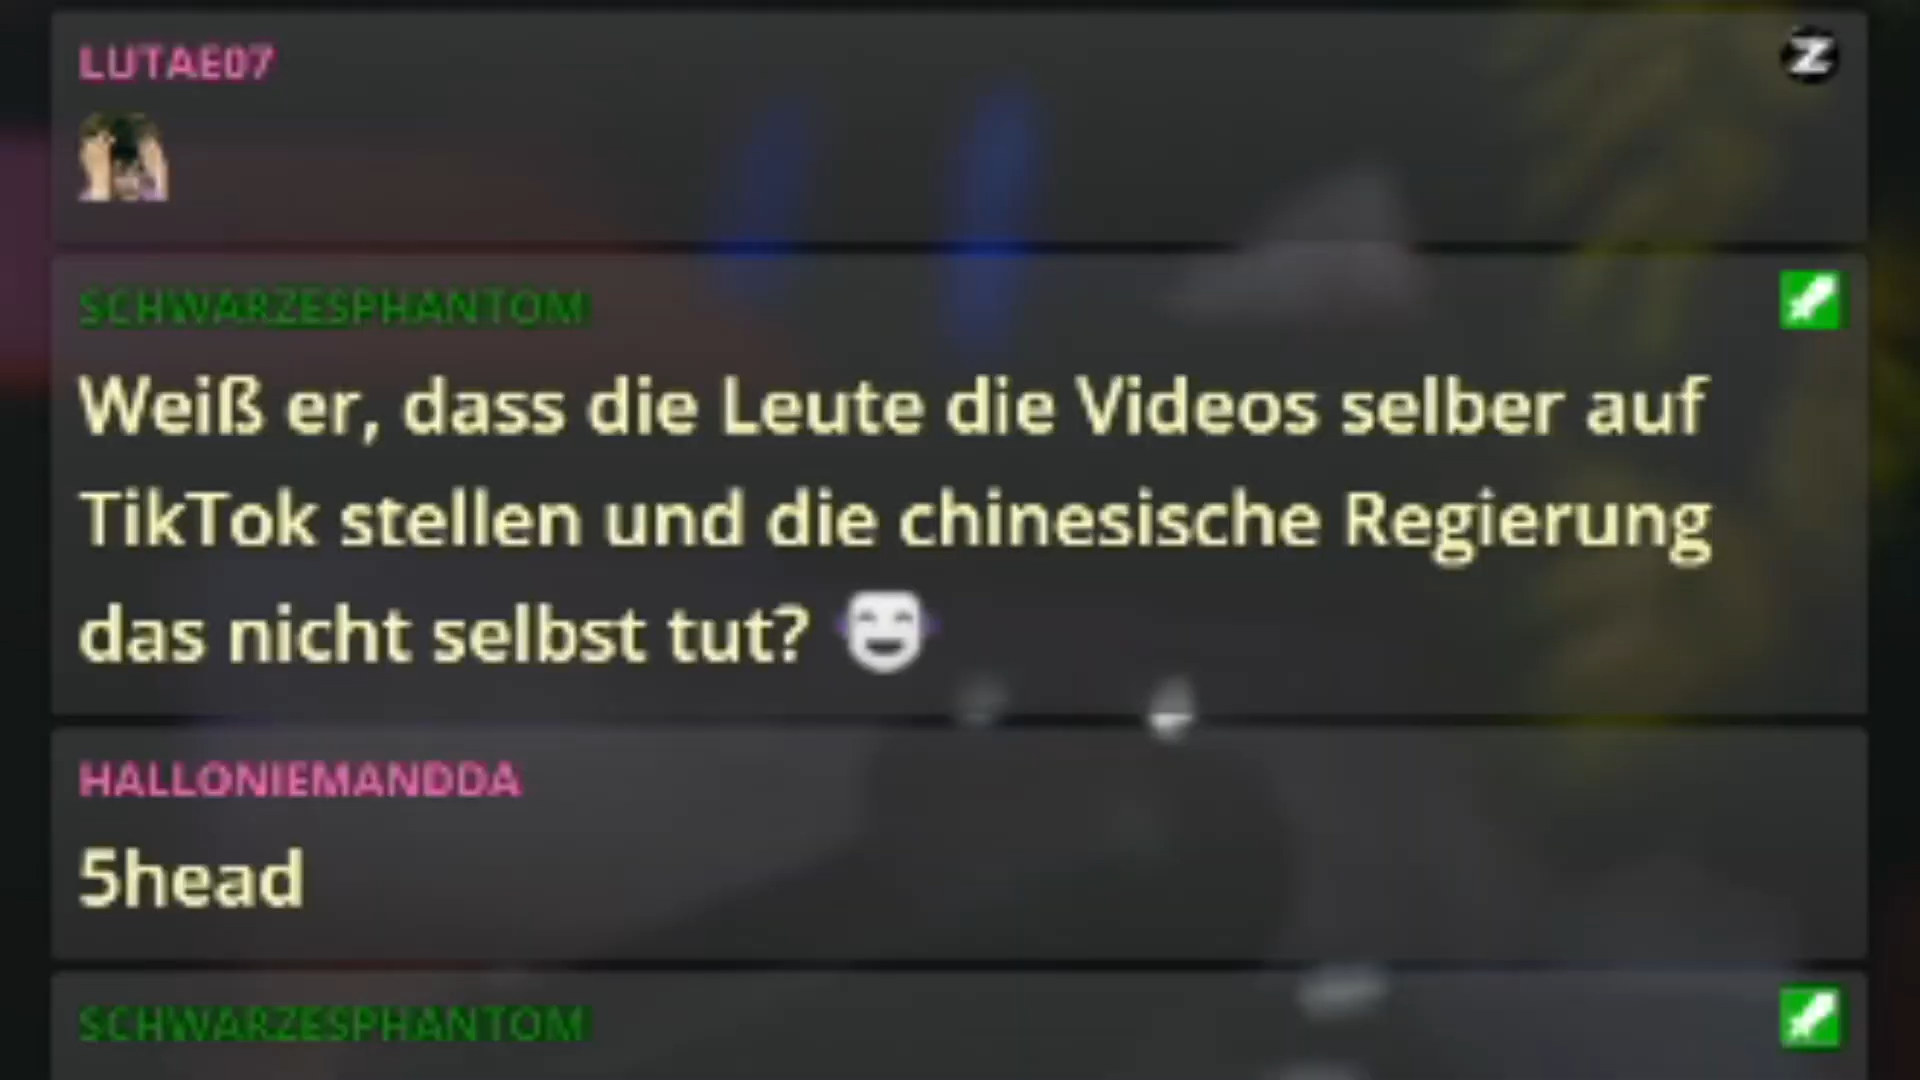 LUTAE07
Z
SCHWARZESPHANTOM
Weiß er, dass die Leute die Videos selber auf
TikTok stellen und die chinesische Regierung
das nicht selbst tut?
HALLONIEMANDDA
5head
SCHWARZESPHANTOM